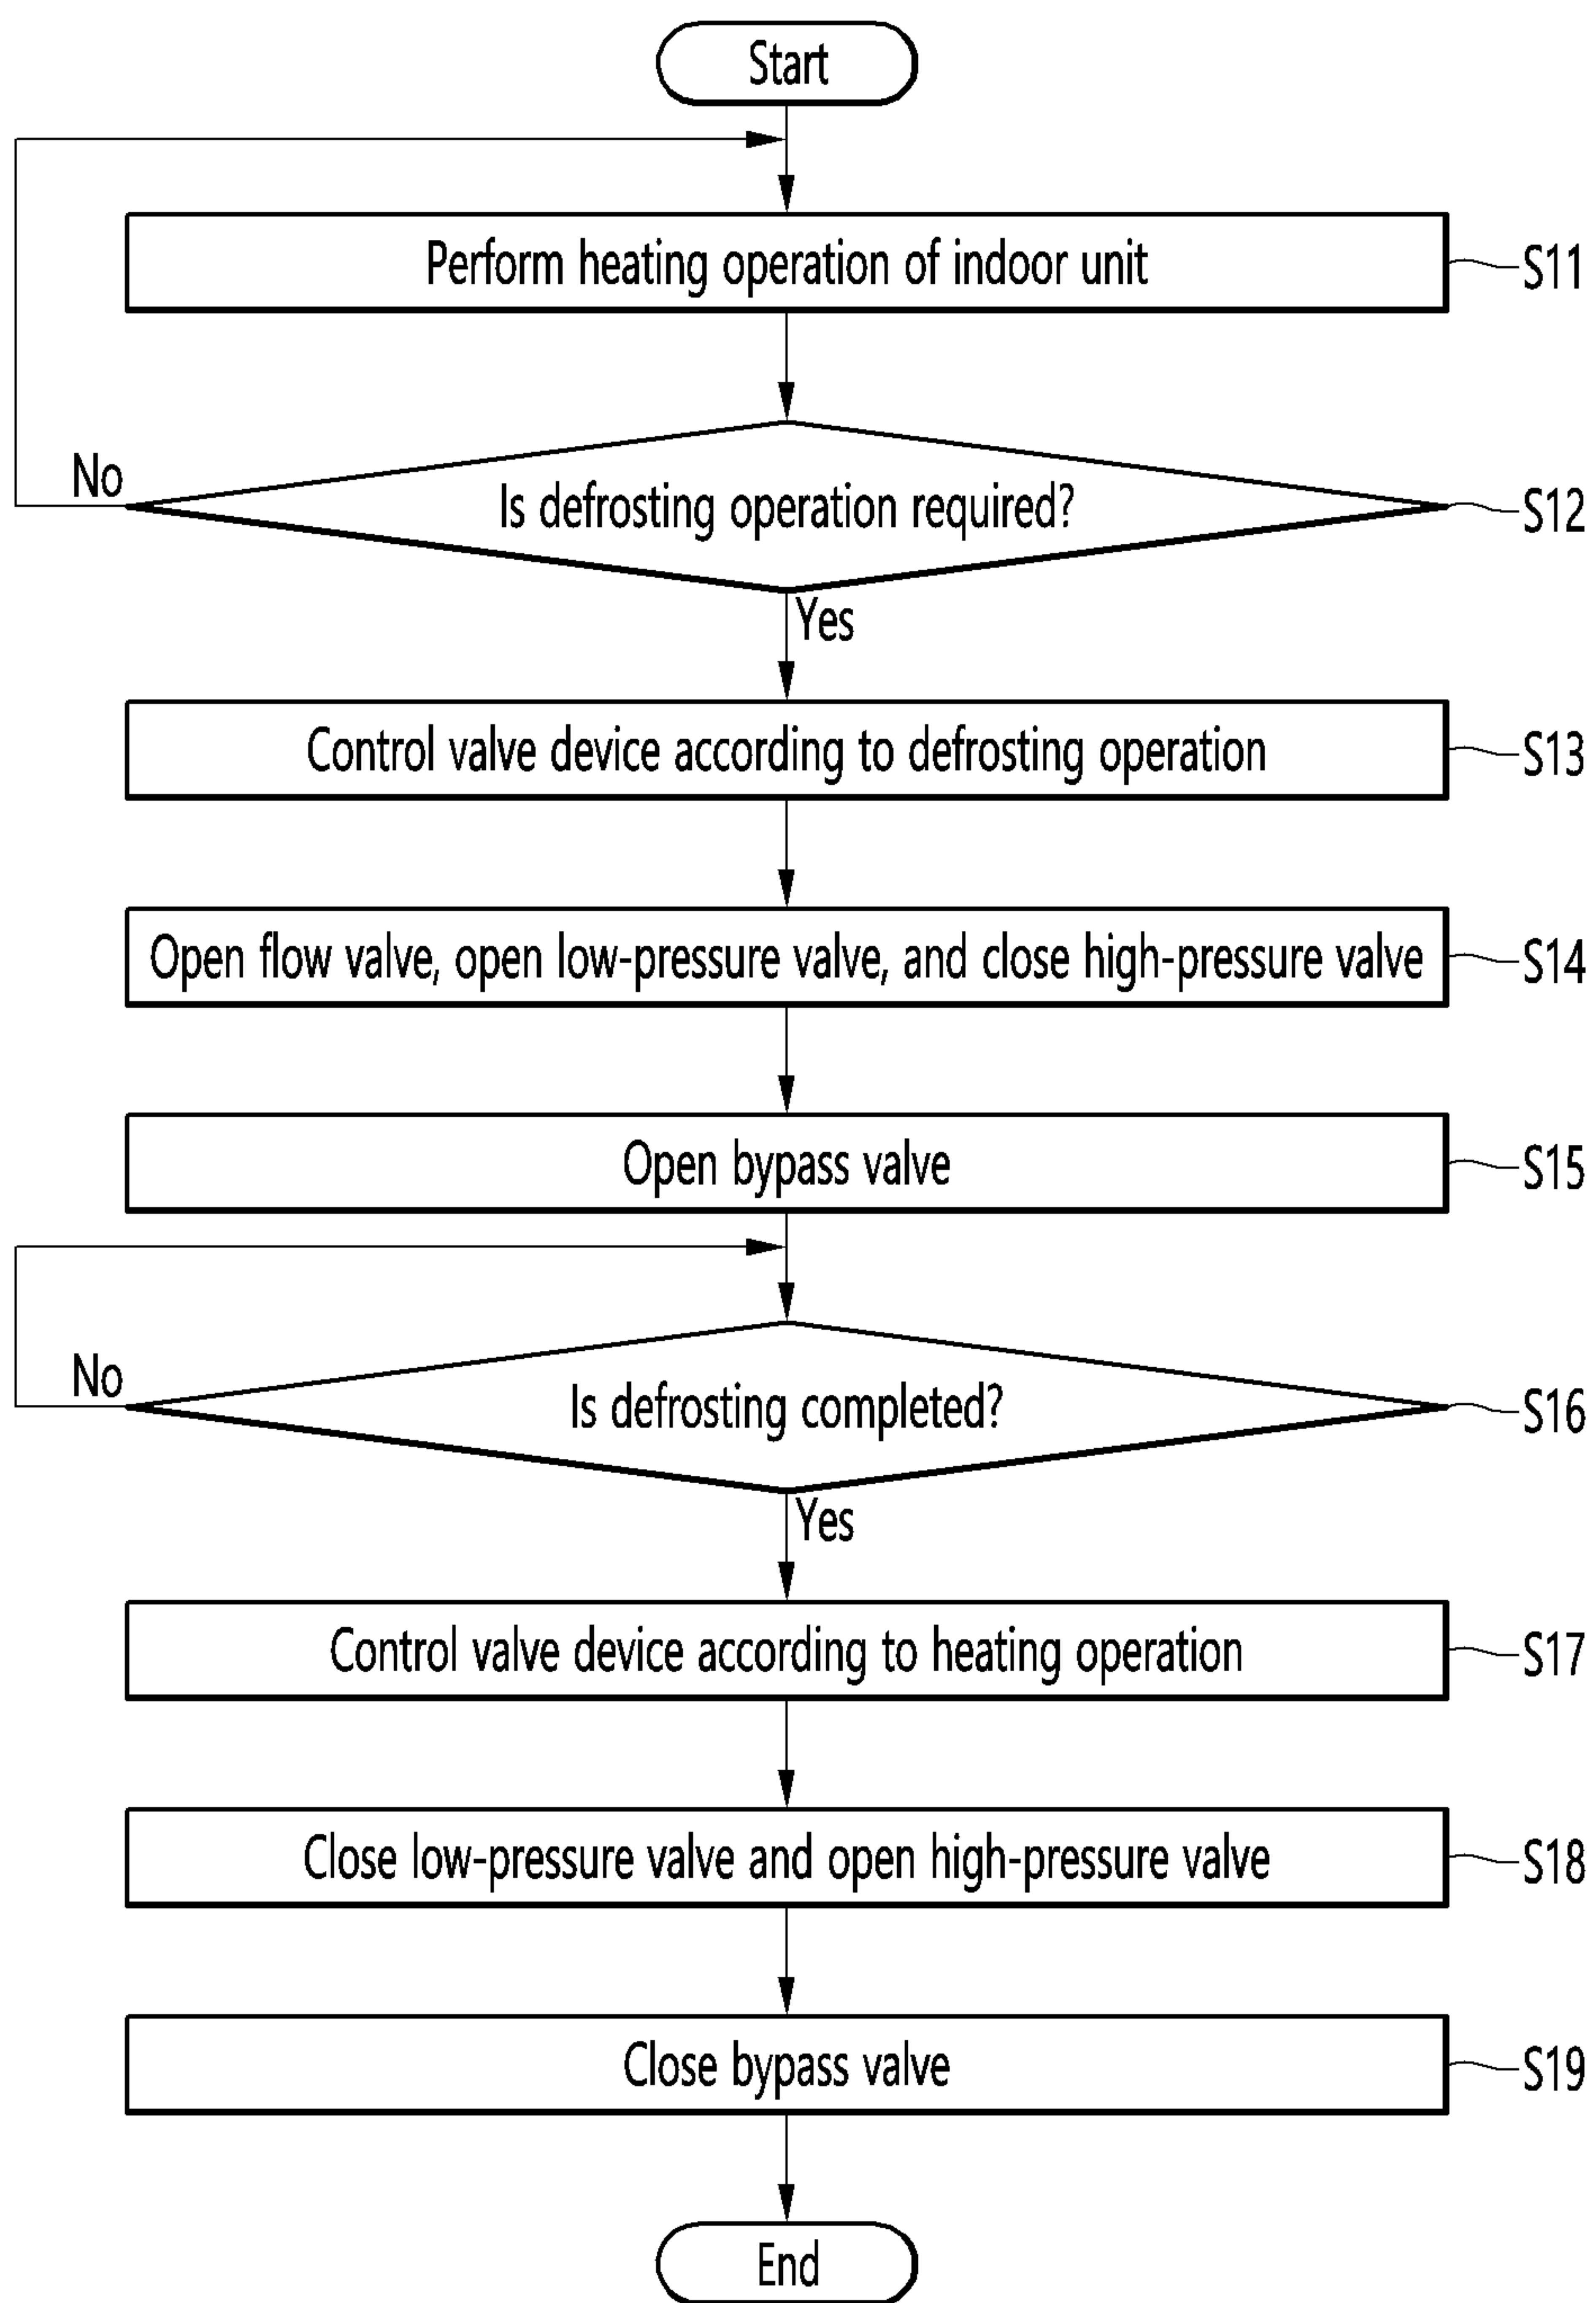 Start
Perform heating operation of indoor unit
S11
No
Is defrosting operation required?
S12
Yes
Control valve device according to defrosting operation
S13
Open flow valve, open low-pressure valve, and close high-pressure valve
S14
Open bypass valve
S15
No
Is defrosting completed?
S16
Yes
Control valve device according to heating operation
S17
Close low-pressure valve and open high-pressure valve
S18
Close bypass valve
S19
End